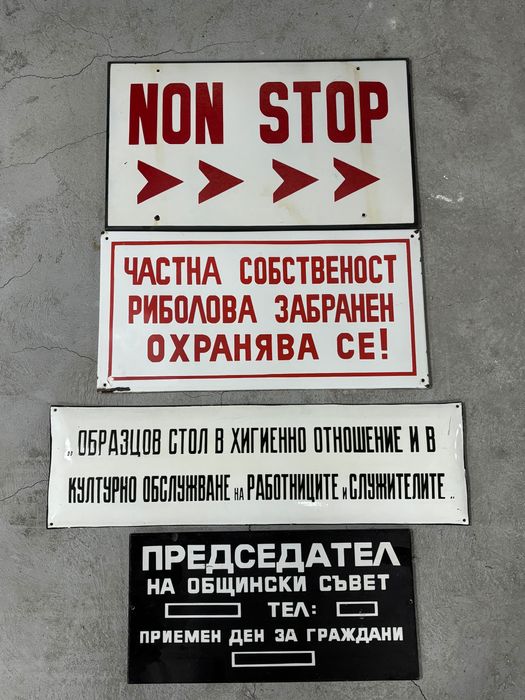 NON STOP
ЧАСТНА СОБСТВЕНОСТ
РИБОЛОВА ЗАБРАНЕН
ОХРАНЯВА СЕ!
„ОБРАЗЦОВ СТОЛ В ХИГИЕННО ОТНОШЕНИЕ И В
КУЛТУРНО ОБСЛУЖВАНЕ НА РАБОТНИЦИТЕ И СЛУЖИТЕЛИТЕ„
ПРЕДСЕДАТЕЛ
НА ОБЩИНСКИ СЪВЕТ
ТЕЛ:
ПРИЕМЕН ДЕН ЗА ГРАЖДАНИ